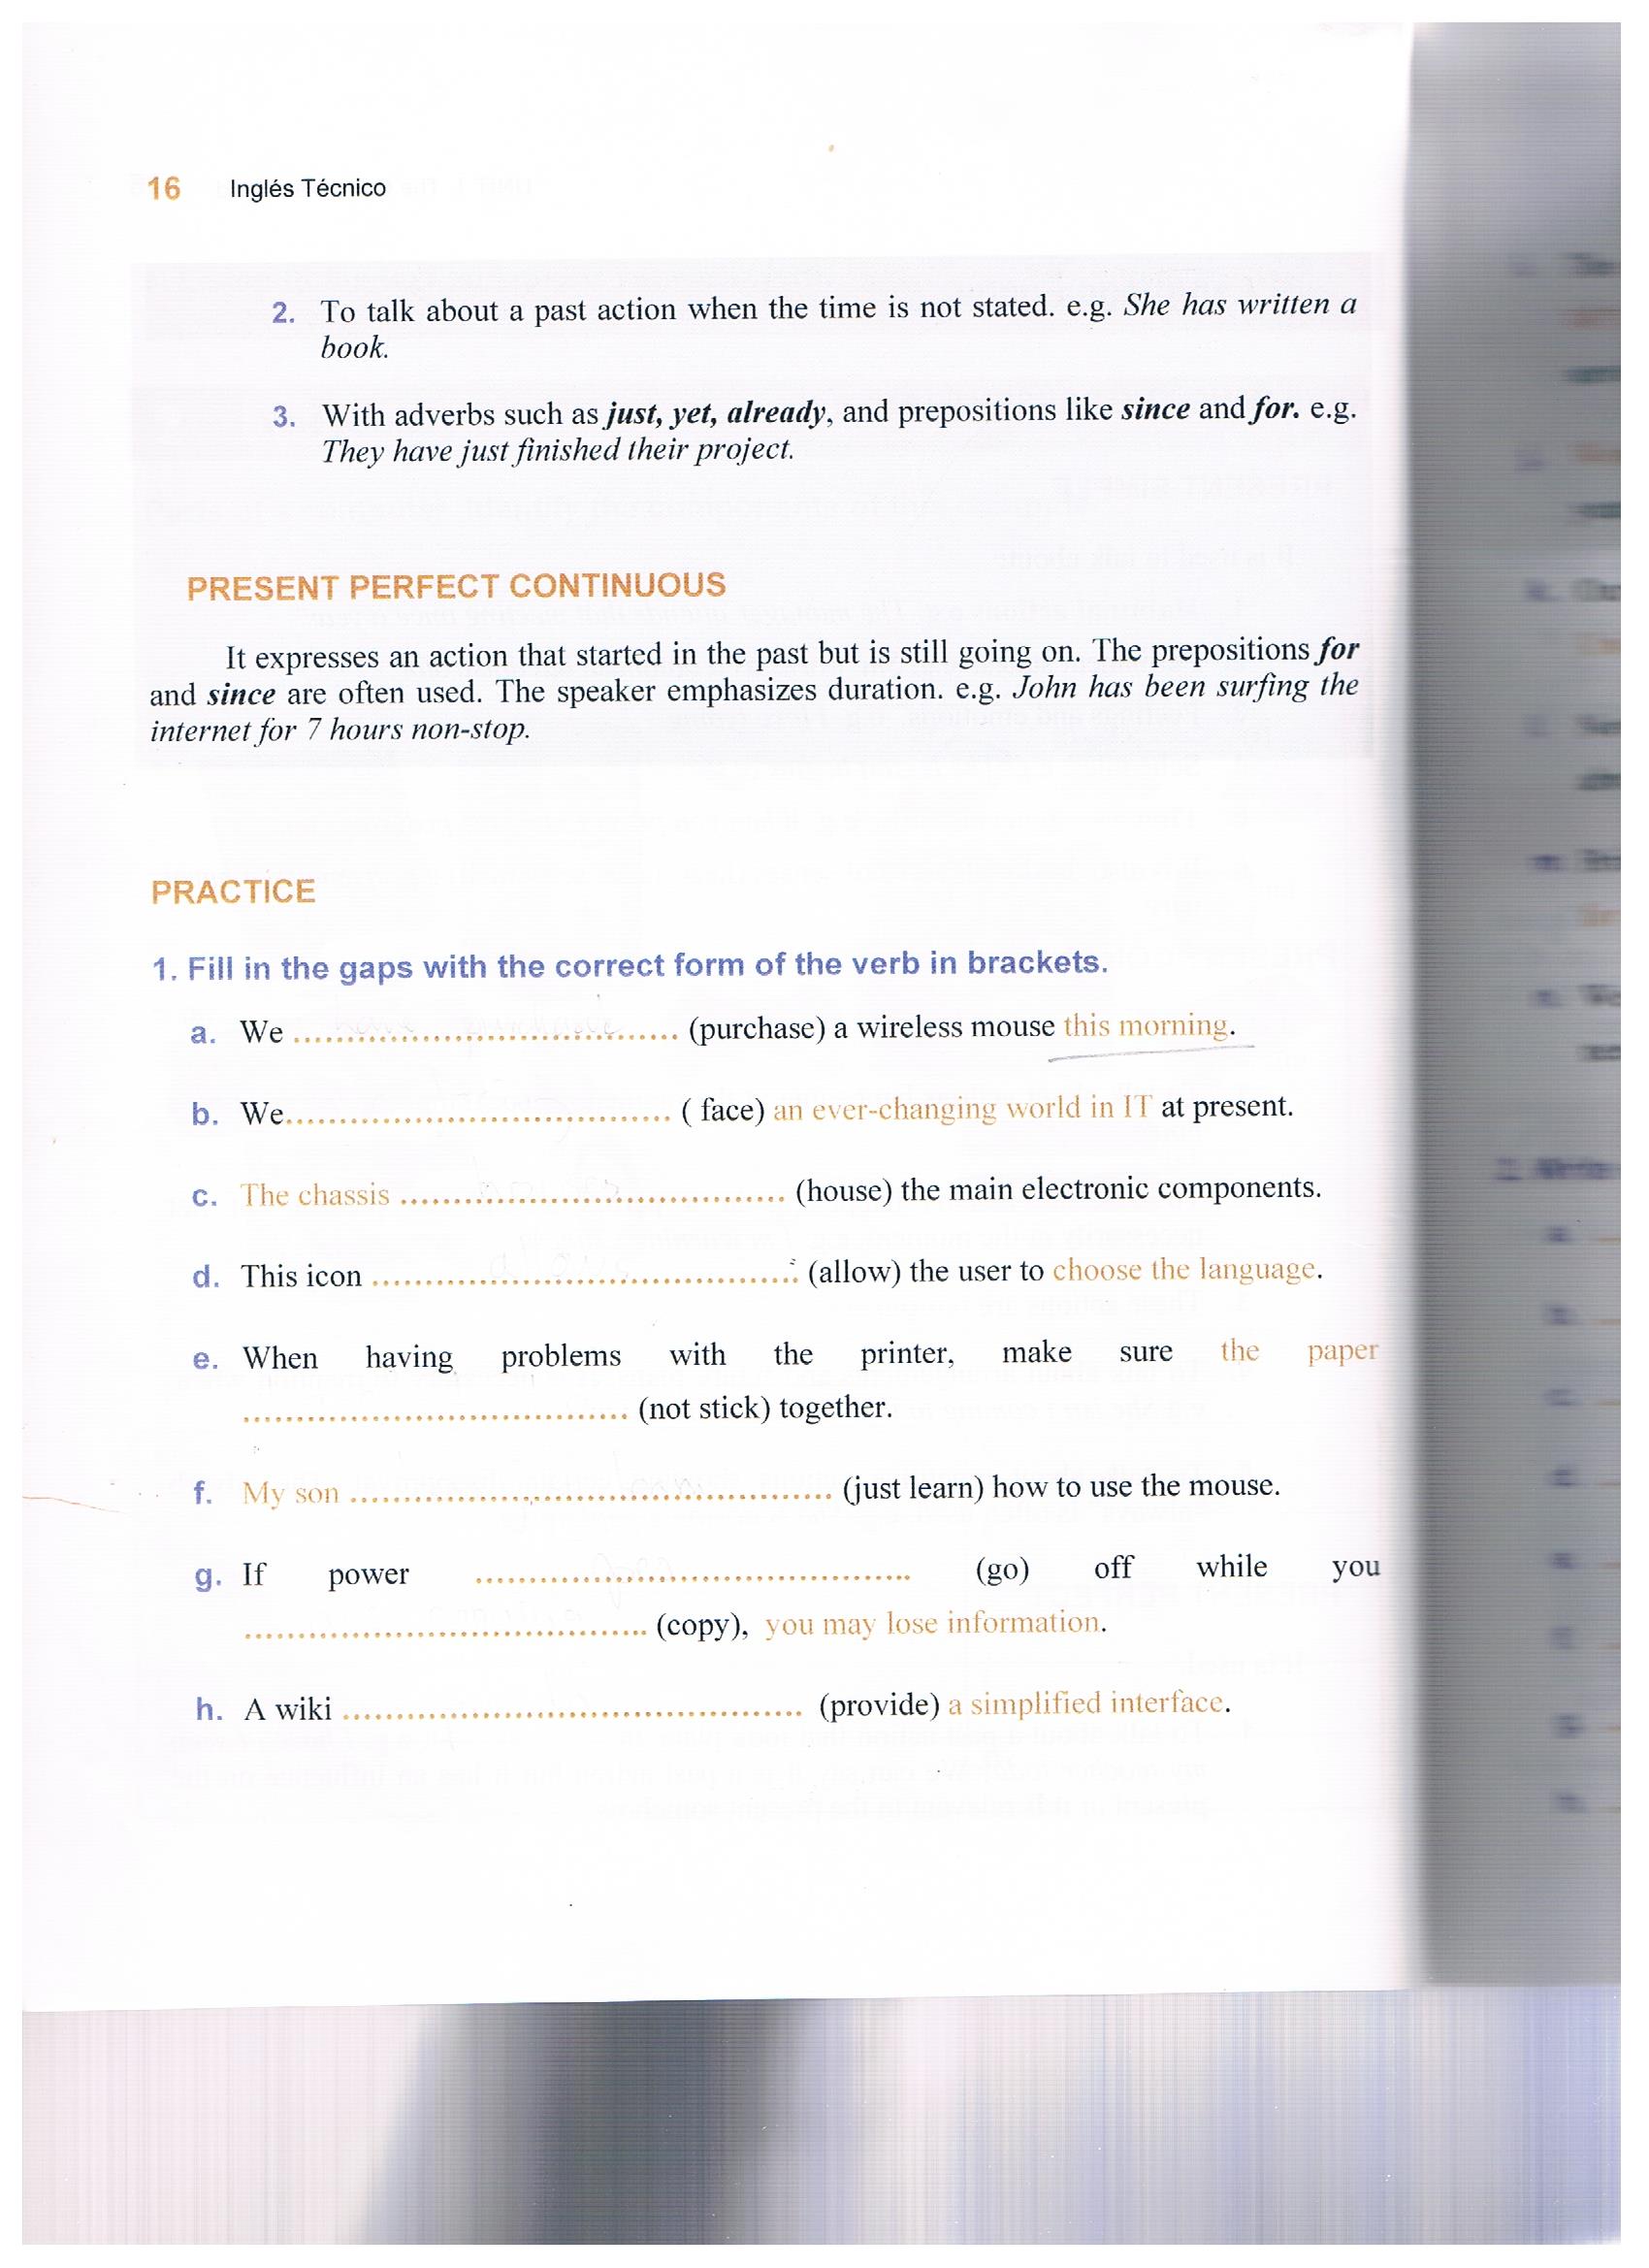 16 Inglés Técnico
2. To talk about a past action when the time is not stated. e.g. She has written a
book.
3. With adverbs such as just, yet, already, and prepositions like since and for. e.g.
They have just finished their project.
PRESENT PERFECT CONTINUOUS
It expresses an action that started in the past but is still going on. The prepositions for
and since are often used. The speaker emphasizes duration. e.g. John has been surfing the
internet for 7 hours non-stop.
PRACTICE
1. Fill in the gaps with the correct form of the verb in brackets.
a. We .................................... (purchase) a wireless mouse this morning.
b. We.................................... ( face) an ever-changing world in IT at present.
c. The chassis .................................... (house) the main electronic components.
d. This icon ........................................ (allow) the user to choose the language.
e. When having problems with the printer, make sure the paper
.................................... (not stick) together.
f. My son ............................................. (just learn) how to use the mouse.
g. If power ......................................... (go) off while you
...................................... (copy), you may lose information.
h. A wiki ........................................... (provide) a simplified interface.